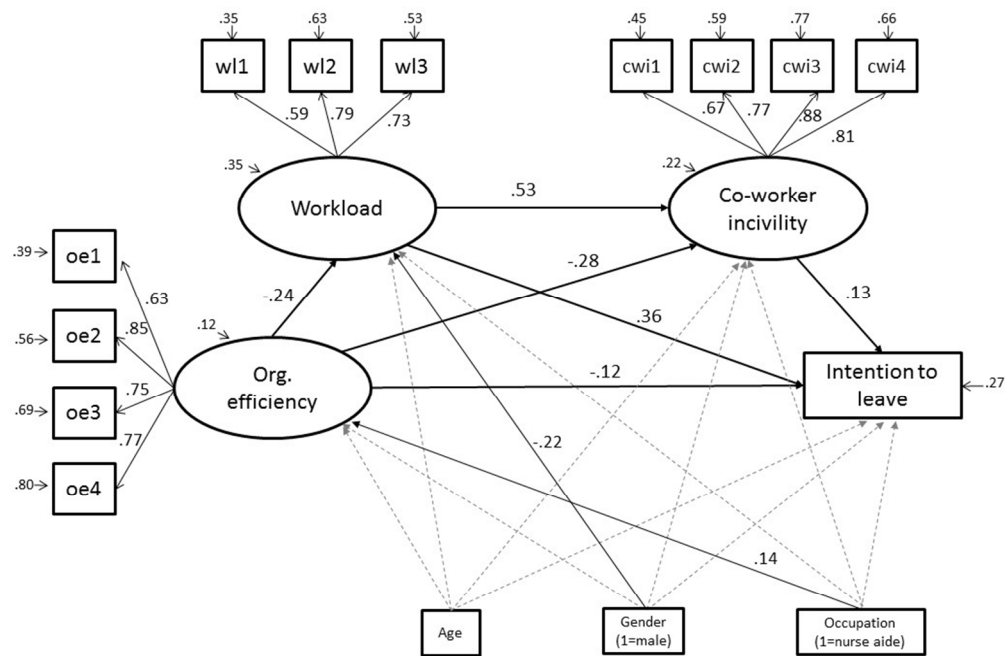 .35 .63 .53 .45 .59 .77 .66
wl1 wl2 wl3 cwi1 cwi2 cwi3 cwi4
.59 .79 .73 .67 .77 .88 .81
.35 .22
Workload
.53
Co-worker
incivility
.39 oe1
.63
-.24
-.28
.13
.56 oe2
.85
.12
.36
.69 oe3
.75
Org.
efficiency
-.12
Intention to
leave
.27
.77
-.22
.80 oe4
.14
Age
Gender
(1=male)
Occupation
(1=nurse aide)